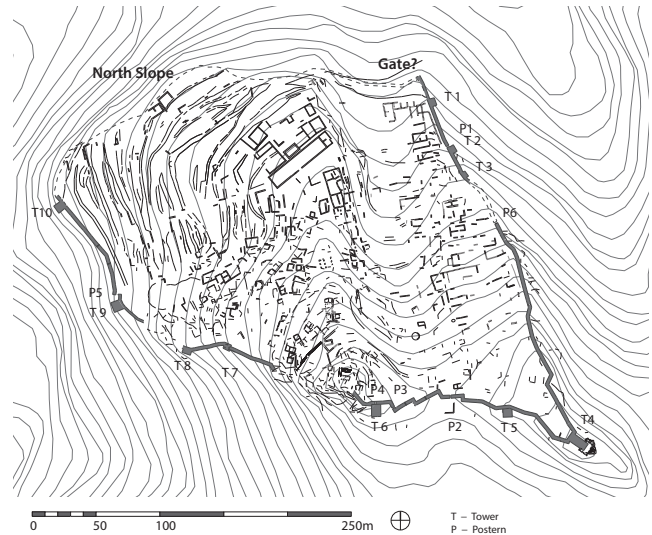 Gate?
North Slope
T 1
P1
T 2
T 3
T10
P6
P5
T 9
T 8
T 7
P4 P3
T 6
P2
T 5
T4
0 50 100 250m
T – Tower
P – Postern